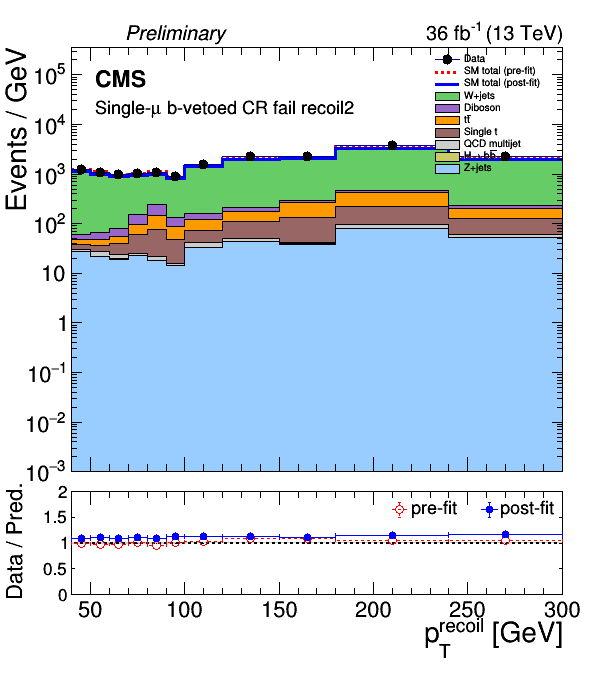 Preliminary 36 fb⁻¹ (13 TeV)
CMS
Single-μ b-vetoed CR fail recoil2
Data
SM total (pre-fit)
SM total (post-fit)
W+jets
Diboson
tt̄
Single t
QCD multijet
H→bb̄
Z+jets
Events / GeV
10⁵
10⁴
10³
10²
10
1
10⁻¹
10⁻²
10⁻³
pre-fit post-fit
Data / Pred.
2
1.5
1
0.5
0
50 100 150 200 250 300
p_T^recoil [GeV]